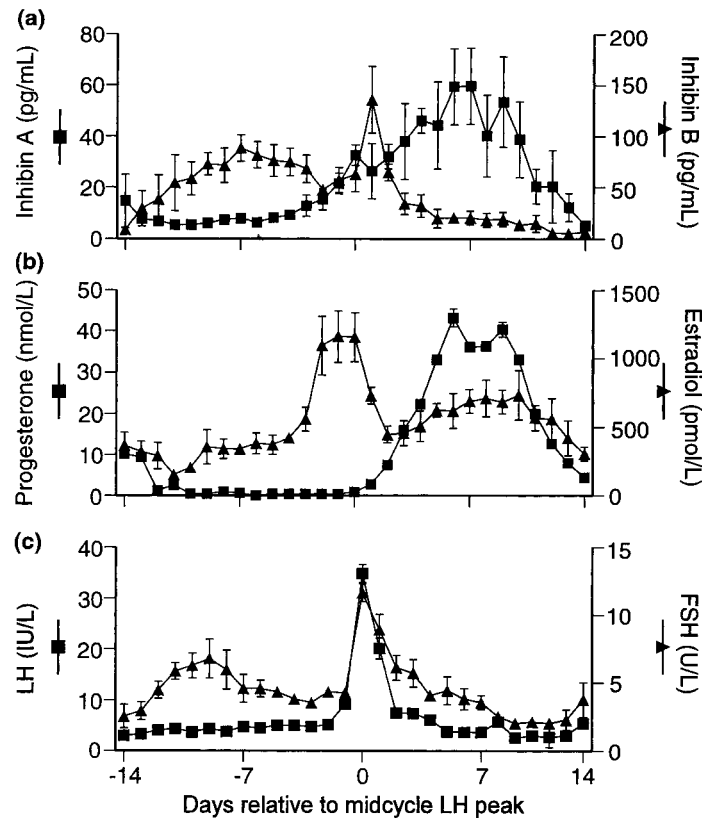 (a)
Inhibin A (pg/mL)
80
60
40
20
0
200
150
100
50
0
Inhibin B
(pg/mL)
(b)
Progesterone (nmol/L)
50
40
30
20
10
0
1500
1000
500
0
Estradiol (pmol/L)
(c)
LH (IU/L)
40
30
20
10
0
15
10
5
0
FSH (U/L)
-14 -7 0 7 14
Days relative to midcycle LH peak